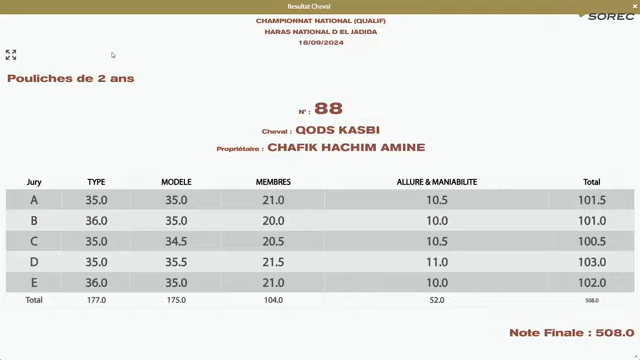 Resultat Cheval
CHAMPIONNAT NATIONAL (QUALIF)
SOREC
HARAS NATIONAL D EL JADIDA
18/09/2024
Pouliches de 2 ans
N° : 88
Cheval : QODS KASBI
Propriétaire : CHAFIK HACHIM AMINE
Jury TYPE MODELE MEMBRES ALLURE & MANIABILITE Total
A 35.0 35.0 21.0 10.5 101.5
B 36.0 35.0 20.0 10.0 101.0
C 35.0 34.5 20.5 10.5 100.5
D 35.0 35.5 21.5 11.0 103.0
E 36.0 35.0 21.0 10.0 102.0
Total 177.0 175.0 104.0 52.0 508.0
Note Finale : 508.0